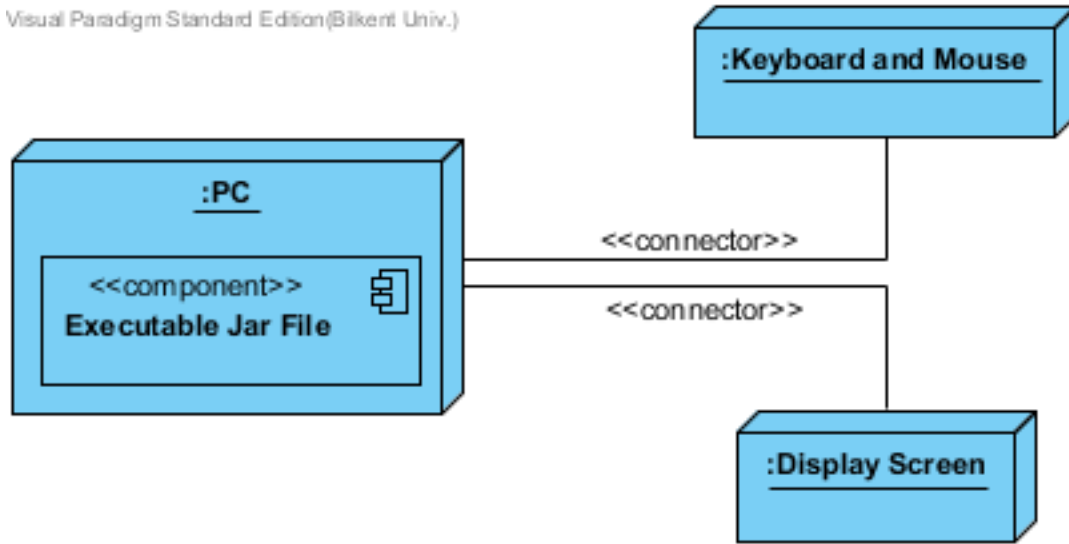 Visual Paradigm Standard Edition(Bilkent Univ.)
:Keyboard and Mouse
:PC
<<connector>>
<<component>>
Executable Jar File
<<connector>>
:Display Screen